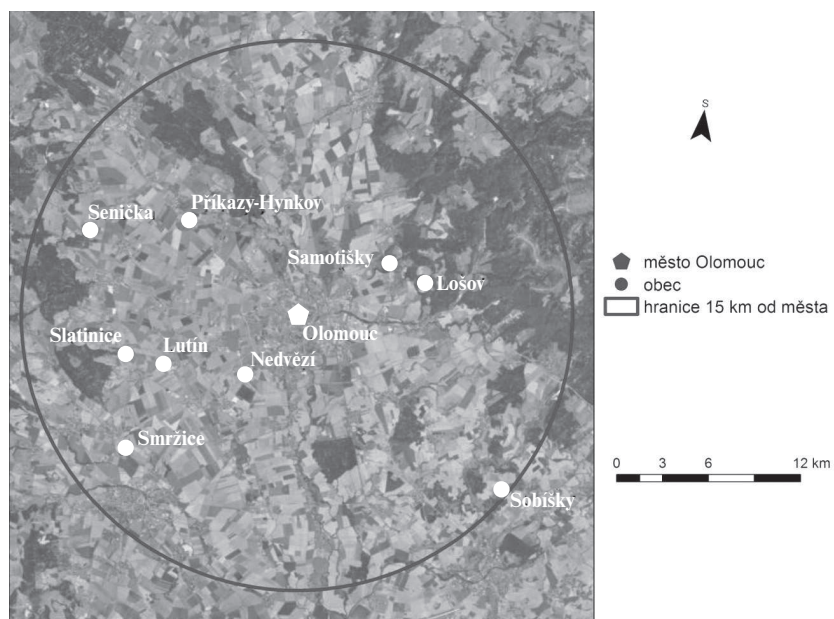 S
Senička
Příkazy-Hynkov
Samotišky
Lošov
město Olomouc
obec
hranice 15 km od města
Olomouc
Slatinice
Lutín
Nedvězí
Smržice
Sobíšky
0 3 6 12 km